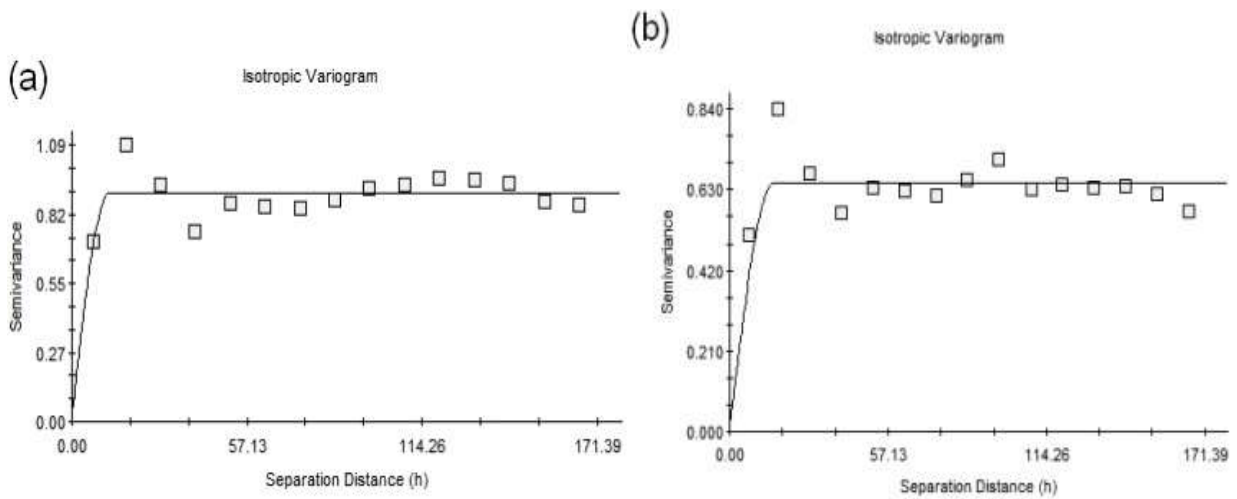 (a)
Isotropic Variogram
Semivariance
1.09
0.82
0.55
0.27
0.00
0.00 57.13 114.26 171.39
Separation Distance (h)
(b)
Isotropic Variogram
Semivariance
0.840
0.630
0.420
0.210
0.000
0.00 57.13 114.26 171.39
Separation Distance (h)